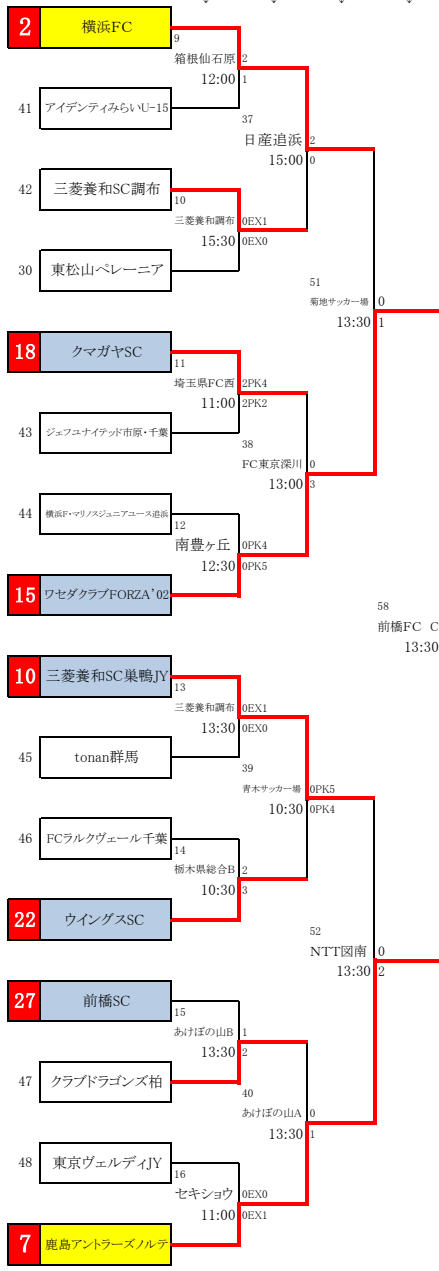 2 横浜FC
9
箱根仙石原 2
12:00 1
41 アイデンティみらいU-15
37
日産追浜 2
15:00 0
42 三菱養和SC調布
10
三菱養和調布 0EX1
15:30 0EX0
30 東松山ペレーニア
51
菊地サッカー場 0
13:30 1
18 クマガヤSC
11
埼玉県FC西 2PK4
11:00 2PK2
43 ジェフユナイテッド市原・千葉
38
FC東京深川 0
13:00 3
44 横浜F・マリノスジュニアユース追浜
12
南豊ヶ丘 0PK4
12:30 0PK5
15 ワセダクラブFORZA'02
58
前橋FC C
13:30
10 三菱養和SC巣鴨JY
13
三菱養和調布 0EX1
13:30 0EX0
45 tonan群馬
39
青木サッカー場 0PK5
10:30 0PK4
46 FCラルクヴェール千葉
14
栃木県総合B 2
10:30 3
22 ウイングスSC
52
NTT図南 0
13:30 2
27 前橋SC
15
あけぼの山B 1
13:30 2
47 クラブドラゴンズ柏
40
あけぼの山A 0
13:30 1
48 東京ヴェルディJY
16
セキショウ 0EX0
11:00 0EX1
7 鹿島アントラーズノルテ